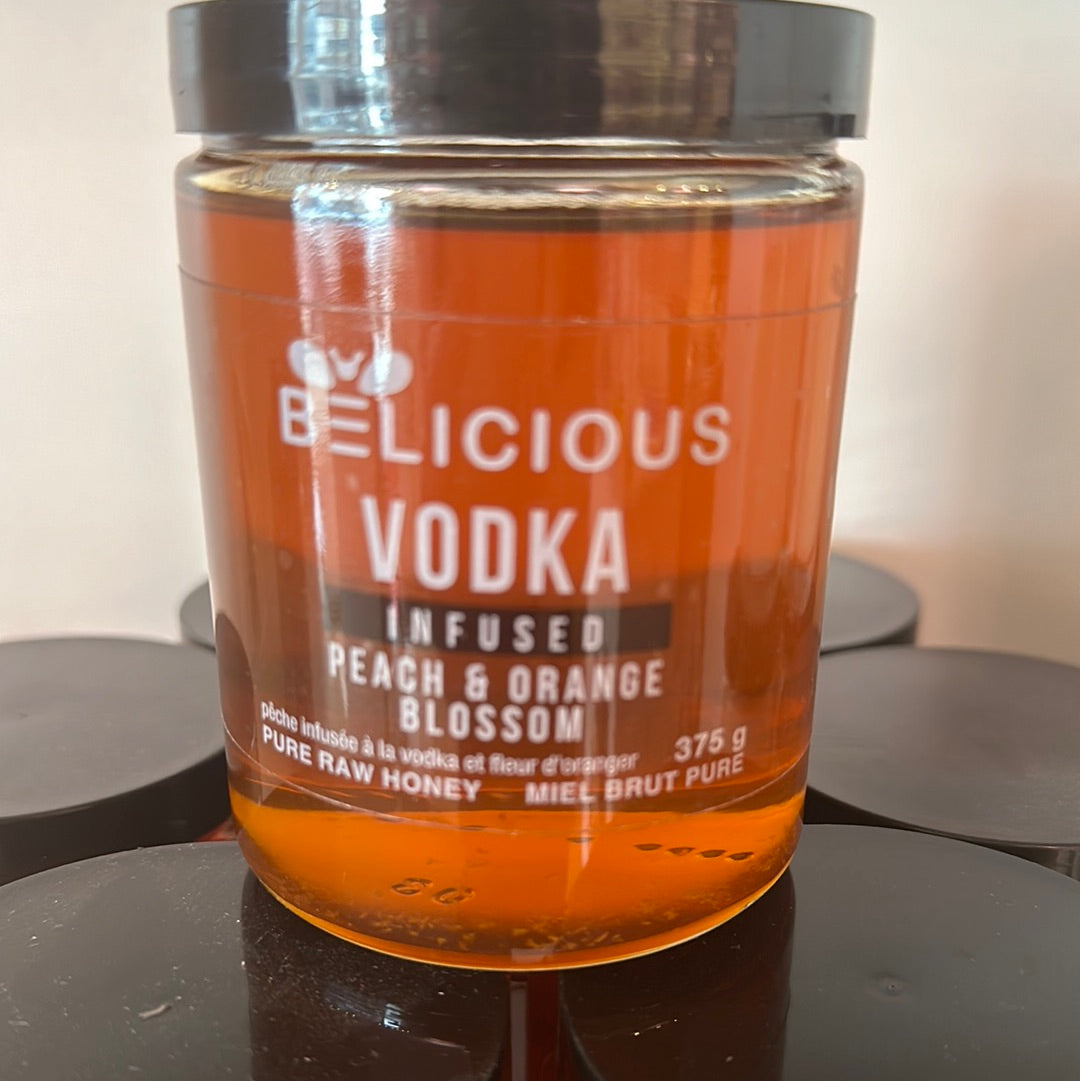 BELICIOUS
VODKA
INFUSED
PEACH & ORANGE
BLOSSOM
pêche infusée à la vodka et fleur d'oranger
375 g
PURE RAW HONEY MIEL BRUT PURE